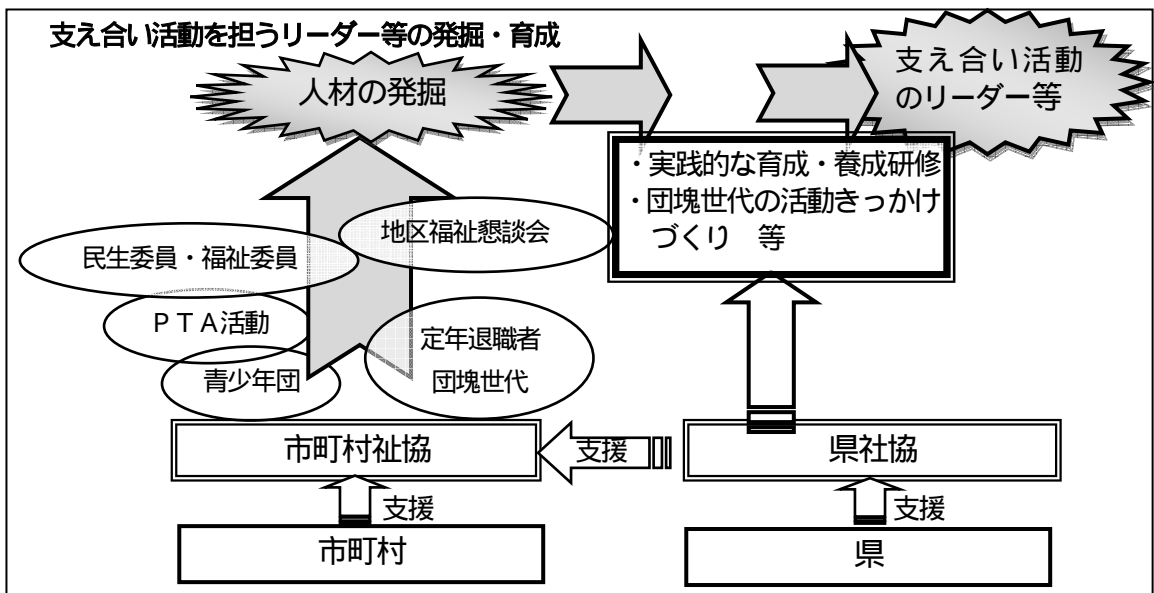 支え合い活動を担うリーダー等の発掘・育成
人材の発掘
支え合い活動
のリーダー等
・実践的な育成・養成研修
・団塊世代の活動きっかけ
づくり　等
地区福祉懇談会
民生委員・福祉委員
ＰＴＡ活動
青少年団
定年退職者
団塊世代
市町村祉協
支援
県社協
支援
支援
市町村
県